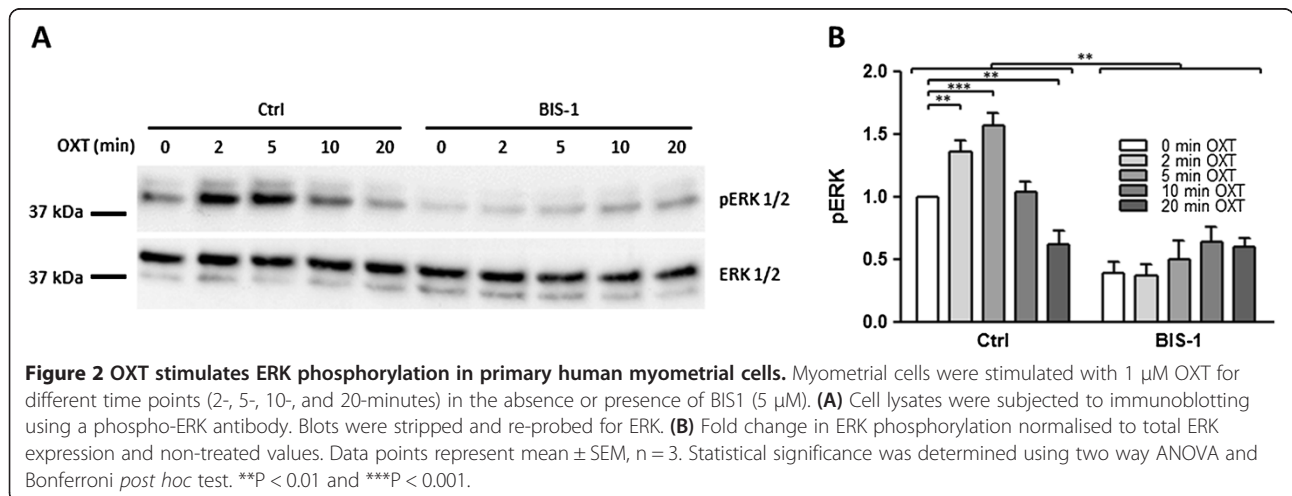 A
Ctrl BIS-1
OXT (min) 0 2 5 10 20 0 2 5 10 20
37 kDa
pERK 1/2
37 kDa
ERK 1/2
B
**
**
***
**
2.0
1.5
1.0
0.5
0.0
pERK
0 min OXT
2 min OXT
5 min OXT
10 min OXT
20 min OXT
Ctrl BIS-1
Figure 2 OXT stimulates ERK phosphorylation in primary human myometrial cells. Myometrial cells were stimulated with 1 μM OXT for
different time points (2-, 5-, 10-, and 20-minutes) in the absence or presence of BIS1 (5 μM). (A) Cell lysates were subjected to immunoblotting
using a phospho-ERK antibody. Blots were stripped and re-probed for ERK. (B) Fold change in ERK phosphorylation normalised to total ERK
expression and non-treated values. Data points represent mean ± SEM, n = 3. Statistical significance was determined using two way ANOVA and
Bonferroni post hoc test. **P < 0.01 and ***P < 0.001.